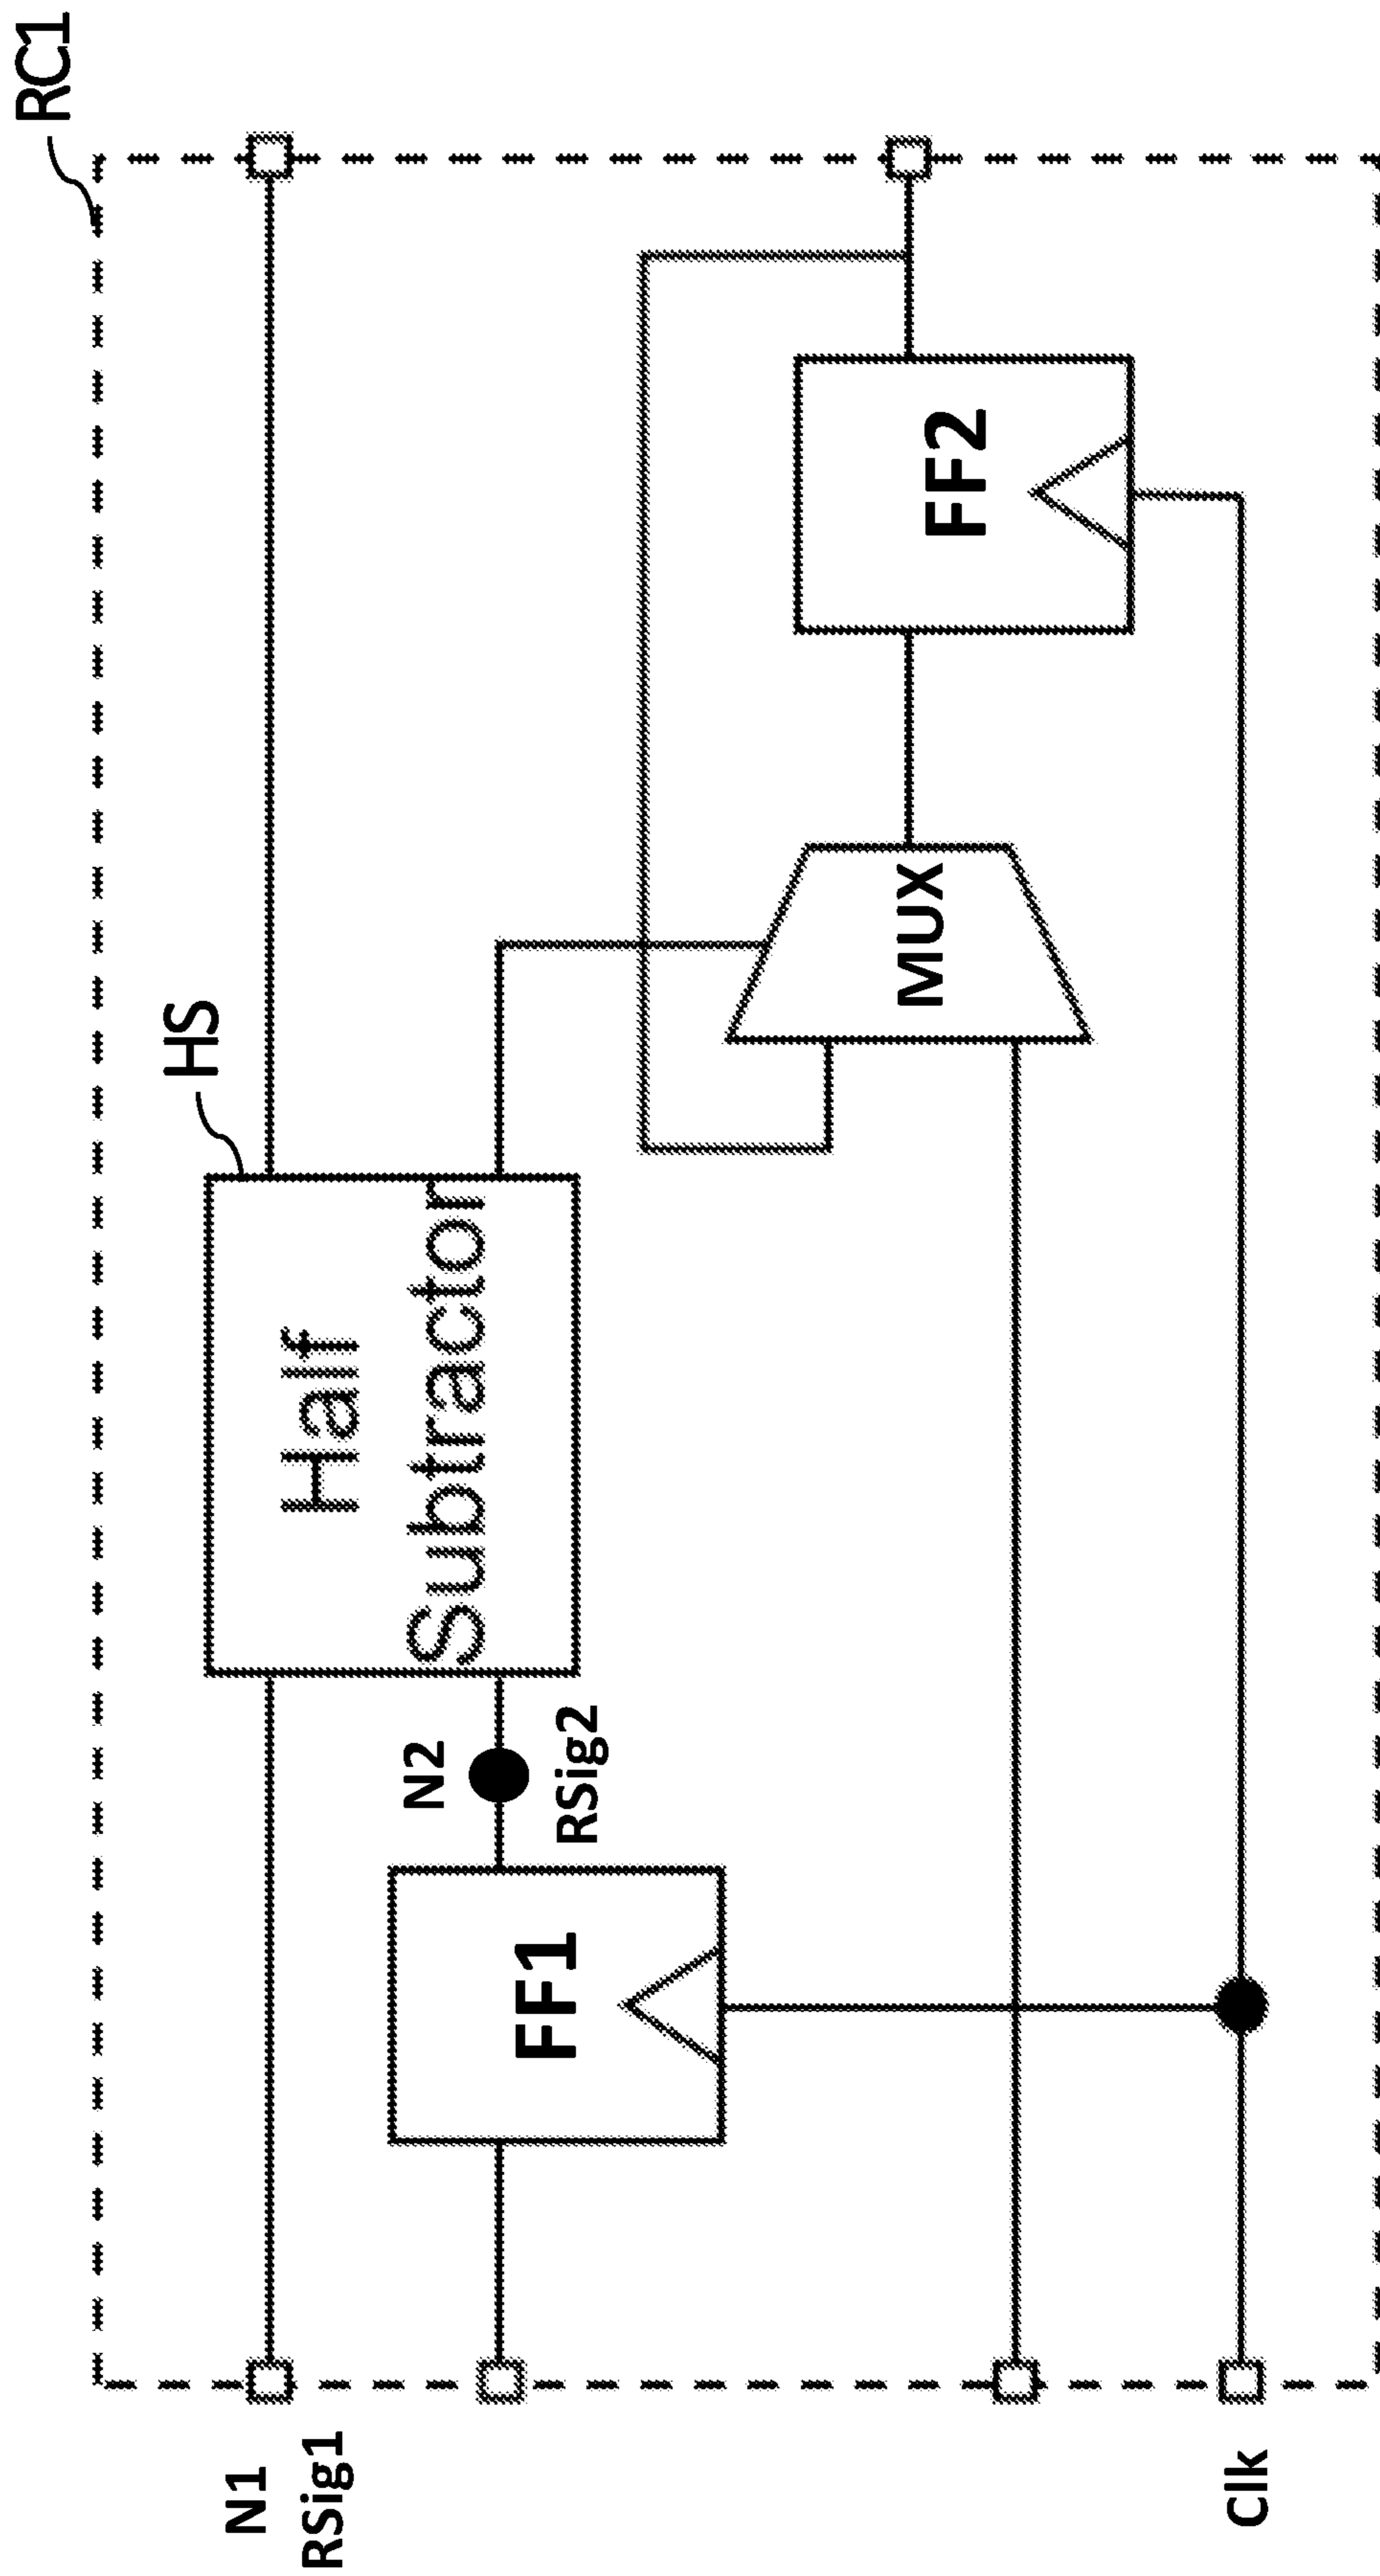 RC1
HS
Half
Subtractor
N1
RSig1
N2
RSig2
FF1
MUX
FF2
Clk